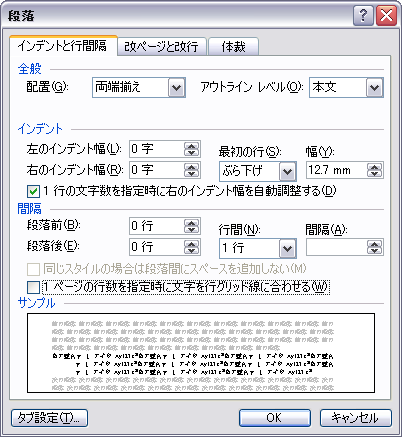 段落
インデントと行間隔 改ページと改行 体裁
全般
配置(G): 両端揃え アウトライン レベル(O): 本文
インデント
左のインデント幅(L): 0 字 最初の行(S): 幅(Y):
右のインデント幅(R): 0 字 ぶら下げ 12.7 mm
1 行の文字数を指定時に右のインデント幅を自動調整する(D)
間隔
段落前(B): 0 行 行間(N): 間隔(A):
段落後(E): 0 行 1 行
同じスタイルの場合は段落間にスペースを追加しない(M)
1 ページの行数を指定時に文字を行グリッド線に合わせる(W)
サンプル
タブ設定(T)... OK キャンセル